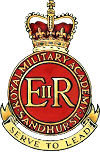 ROYAL MILITARY ACADEMY
EIIR
SANDHURST
SERVE TO LEAD